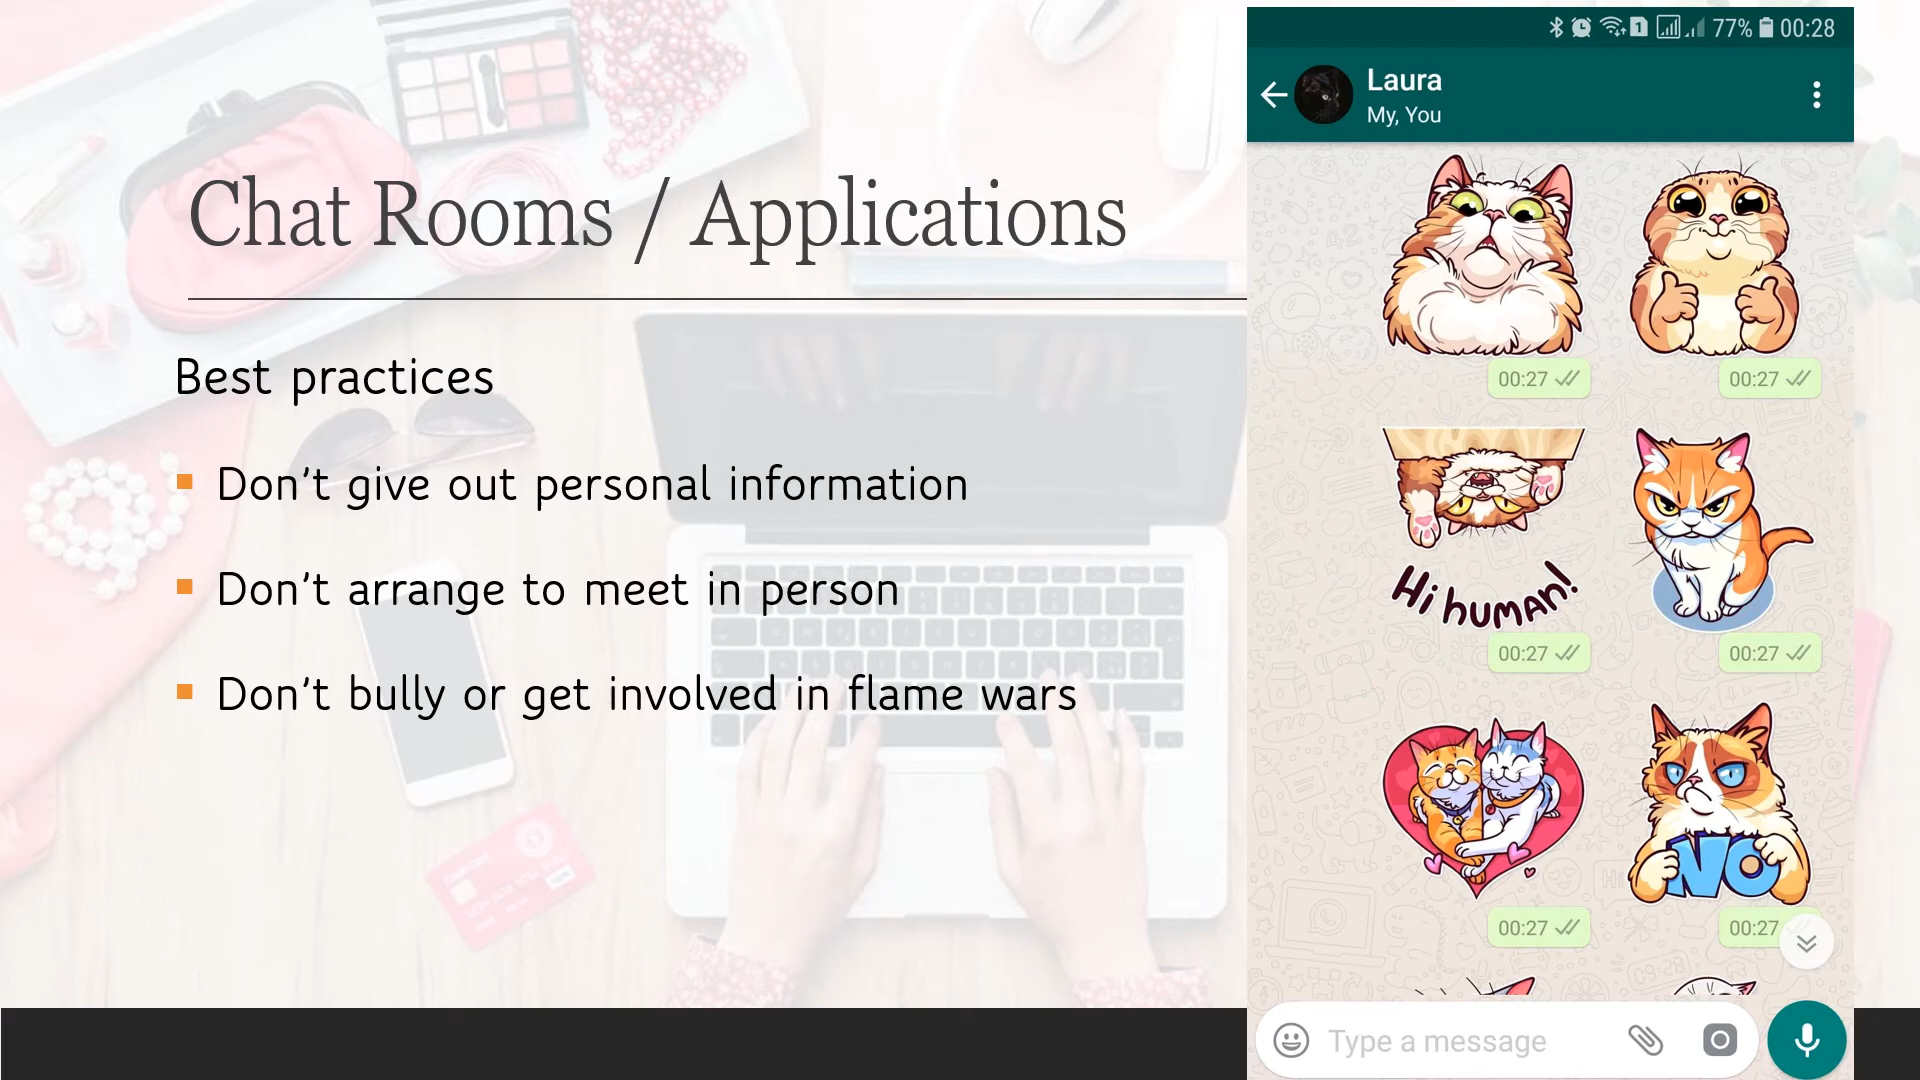 Chat Rooms / Applications
Best practices
Don't give out personal information
Don't arrange to meet in person
Don't bully or get involved in flame wars
1 77% 00:28
Laura
My, You
00:27 00:27
Hi human!
00:27 00:27
NO
00:27 00:27
Type a message